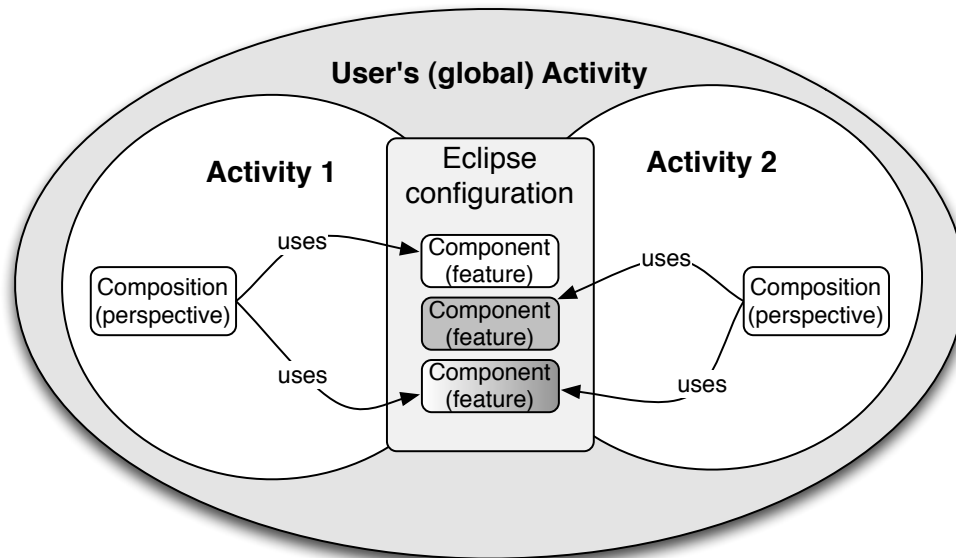 User's (global) Activity
Activity 1
Eclipse
configuration
Activity 2
uses
Component
(feature)
uses
Composition
(perspective)
Component
(feature)
Composition
(perspective)
uses
Component
(feature)
uses